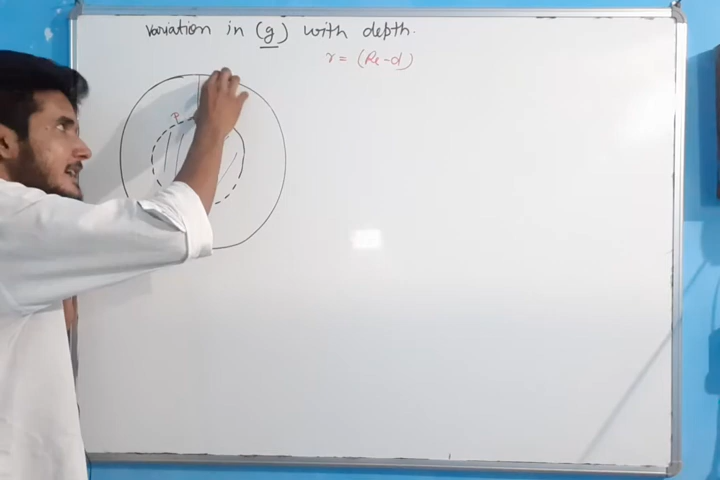 variation in (g) with depth.
r = (Re-d)
P